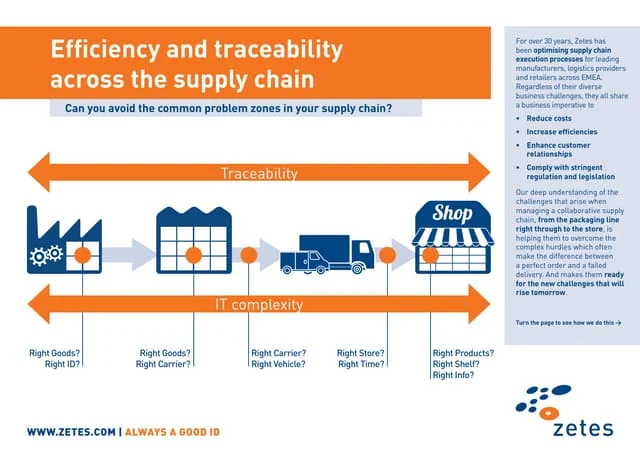 Efficiency and traceability
across the supply chain
Can you avoid the common problem zones in your supply chain?
Traceability
Shop
IT complexity
Right Goods?
Right ID?
Right Goods?
Right Carrier?
Right Carrier?
Right Vehicle?
Right Store?
Right Time?
Right Products?
Right Shelf?
Right Info?
For over 30 years, Zetes has
been optimising supply chain
execution processes for leading
manufacturers, logistics providers
and retailers across EMEA.
Regardless of their diverse
business challenges, they all share
a business imperative to
• Reduce costs
• Increase efficiencies
• Enhance customer
relationships
• Comply with stringent
regulation and legislation
Our deep understanding of the
challenges that arise when
managing a collaborative supply
chain, from the packaging line
right through to the store, is
helping them to overcome the
complex hurdles which often
make the difference between
a perfect order and a failed
delivery. And makes them ready
for the new challenges that will
rise tomorrow.
Turn the page to see how we do this →
WWW.ZETES.COM | ALWAYS A GOOD ID
zetes